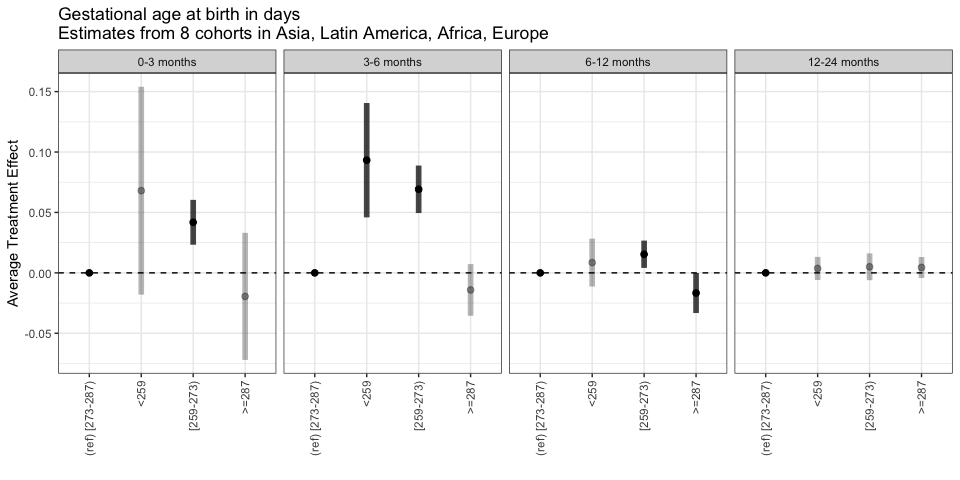 Gestational age at birth in days
Estimates from 8 cohorts in Asia, Latin America, Africa, Europe
0-3 months
3-6 months
6-12 months
12-24 months
Average Treatment Effect
0.15
0.10
0.05
0.00
-0.05
(ref) [273-287)
<259
[259-273)
>=287
(ref) [273-287)
<259
[259-273)
>=287
(ref) [273-287)
<259
[259-273)
>=287
(ref) [273-287)
<259
[259-273)
>=287